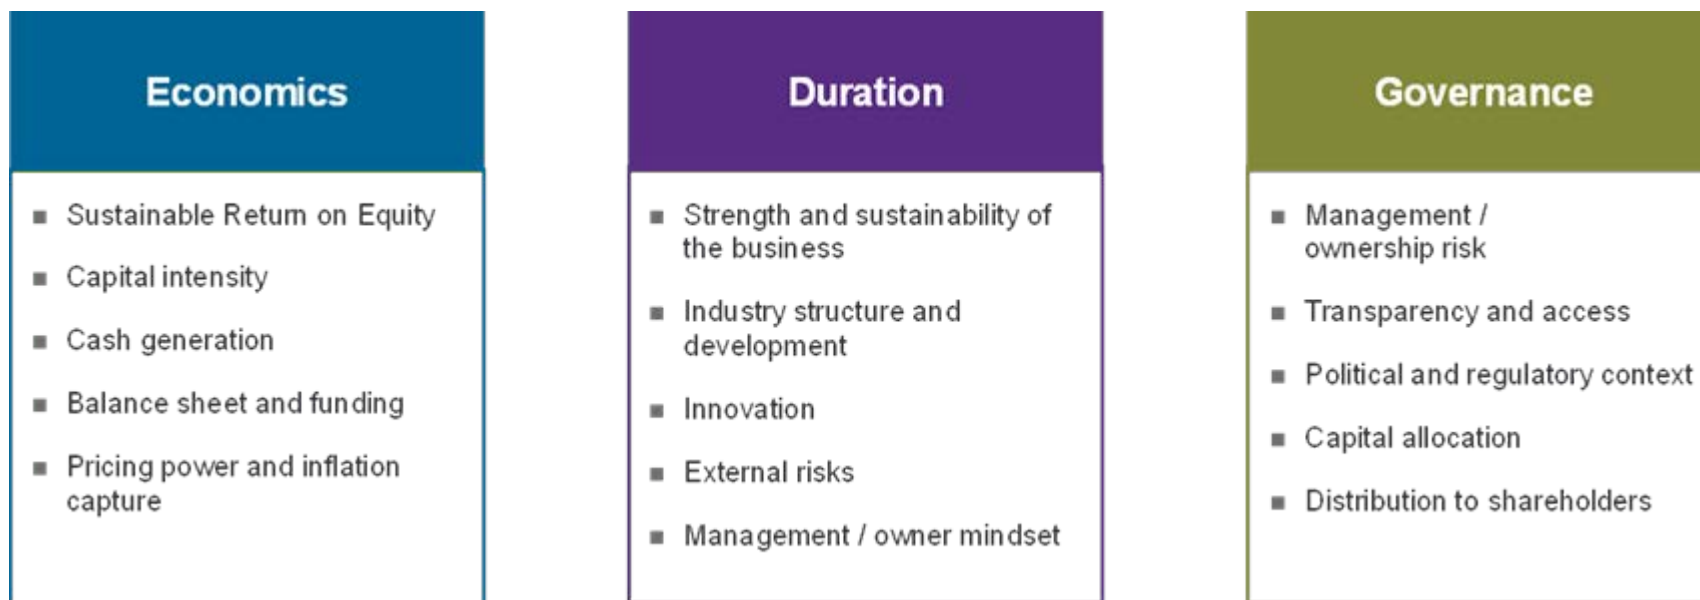 Economics
Sustainable Return on Equity
Capital intensity
Cash generation
Balance sheet and funding
Pricing power and inflation
capture
Duration
Strength and sustainability of
the business
Industry structure and
development
Innovation
External risks
Management / owner mindset
Governance
Management /
ownership risk
Transparency and access
Political and regulatory context
Capital allocation
Distribution to shareholders